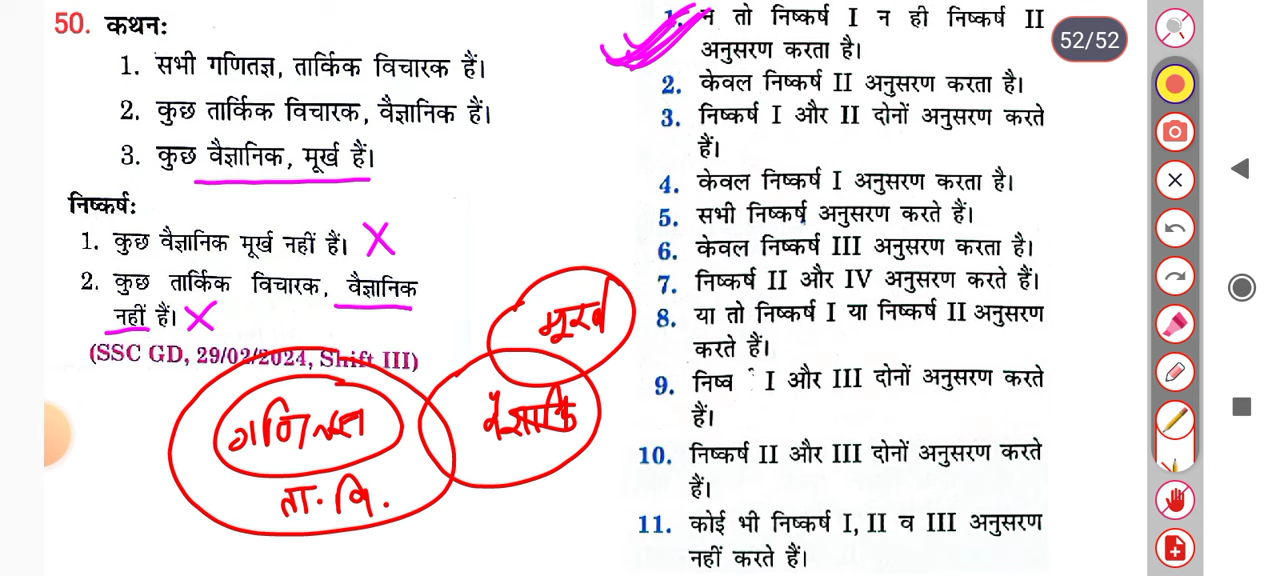 50. कथन:
1. सभी गणितज्ञ, तार्किक विचारक हैं।
2. कुछ तार्किक विचारक, वैज्ञानिक हैं।
3. कुछ वैज्ञानिक, मूर्ख हैं।
निष्कर्ष:
1. कुछ वैज्ञानिक मूर्ख नहीं हैं।
2. कुछ तार्किक विचारक, वैज्ञानिक
नहीं हैं।
(SSC GD, 29/02/2024, Shift III)
मूर्ख
गणितज्ञ
ता. वि.
1. न तो निष्कर्ष I न ही निष्कर्ष II
अनुसरण करता है।
2. केवल निष्कर्ष II अनुसरण करता है।
3. निष्कर्ष I और II दोनों अनुसरण करते
हैं।
4. केवल निष्कर्ष I अनुसरण करता है।
5. सभी निष्कर्ष अनुसरण करते हैं।
6. केवल निष्कर्ष III अनुसरण करता है।
7. निष्कर्ष II और IV अनुसरण करते हैं।
8. या तो निष्कर्ष I या निष्कर्ष II अनुसरण
करते हैं।
9. I और III दोनों अनुसरण करते
हैं।
10. निष्कर्ष II और III दोनों अनुसरण करते
हैं।
11. कोई भी निष्कर्ष I, II व III अनुसरण
नहीं करते हैं।
52/52